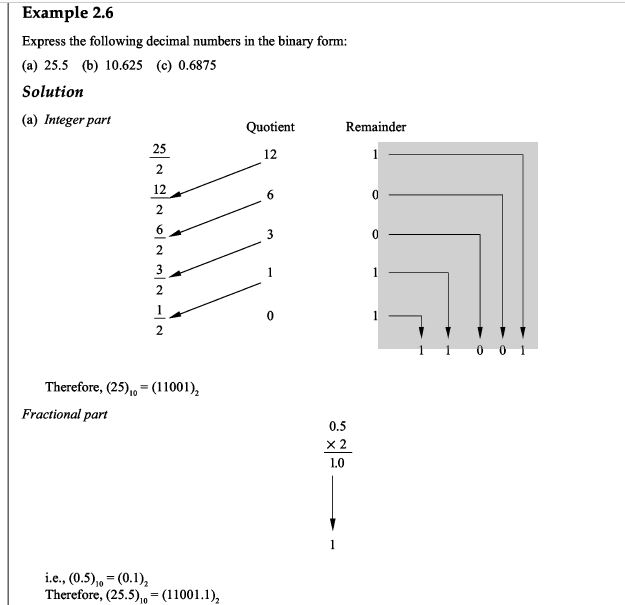 Example 2.6
Express the following decimal numbers in the binary form:
(a) 25.5 (b) 10.625 (c) 0.6875
Solution
(a) Integer part
Quotient Remainder
25/2 12 1
12/2 6 0
6/2 3 0
3/2 1 1
1/2 0 1
1 1 0 0 1
Therefore, (25)₁₀ = (11001)₂
Fractional part
0.5
× 2
1.0
1
i.e., (0.5)₁₀ = (0.1)₂
Therefore, (25.5)₁₀ = (11001.1)₂